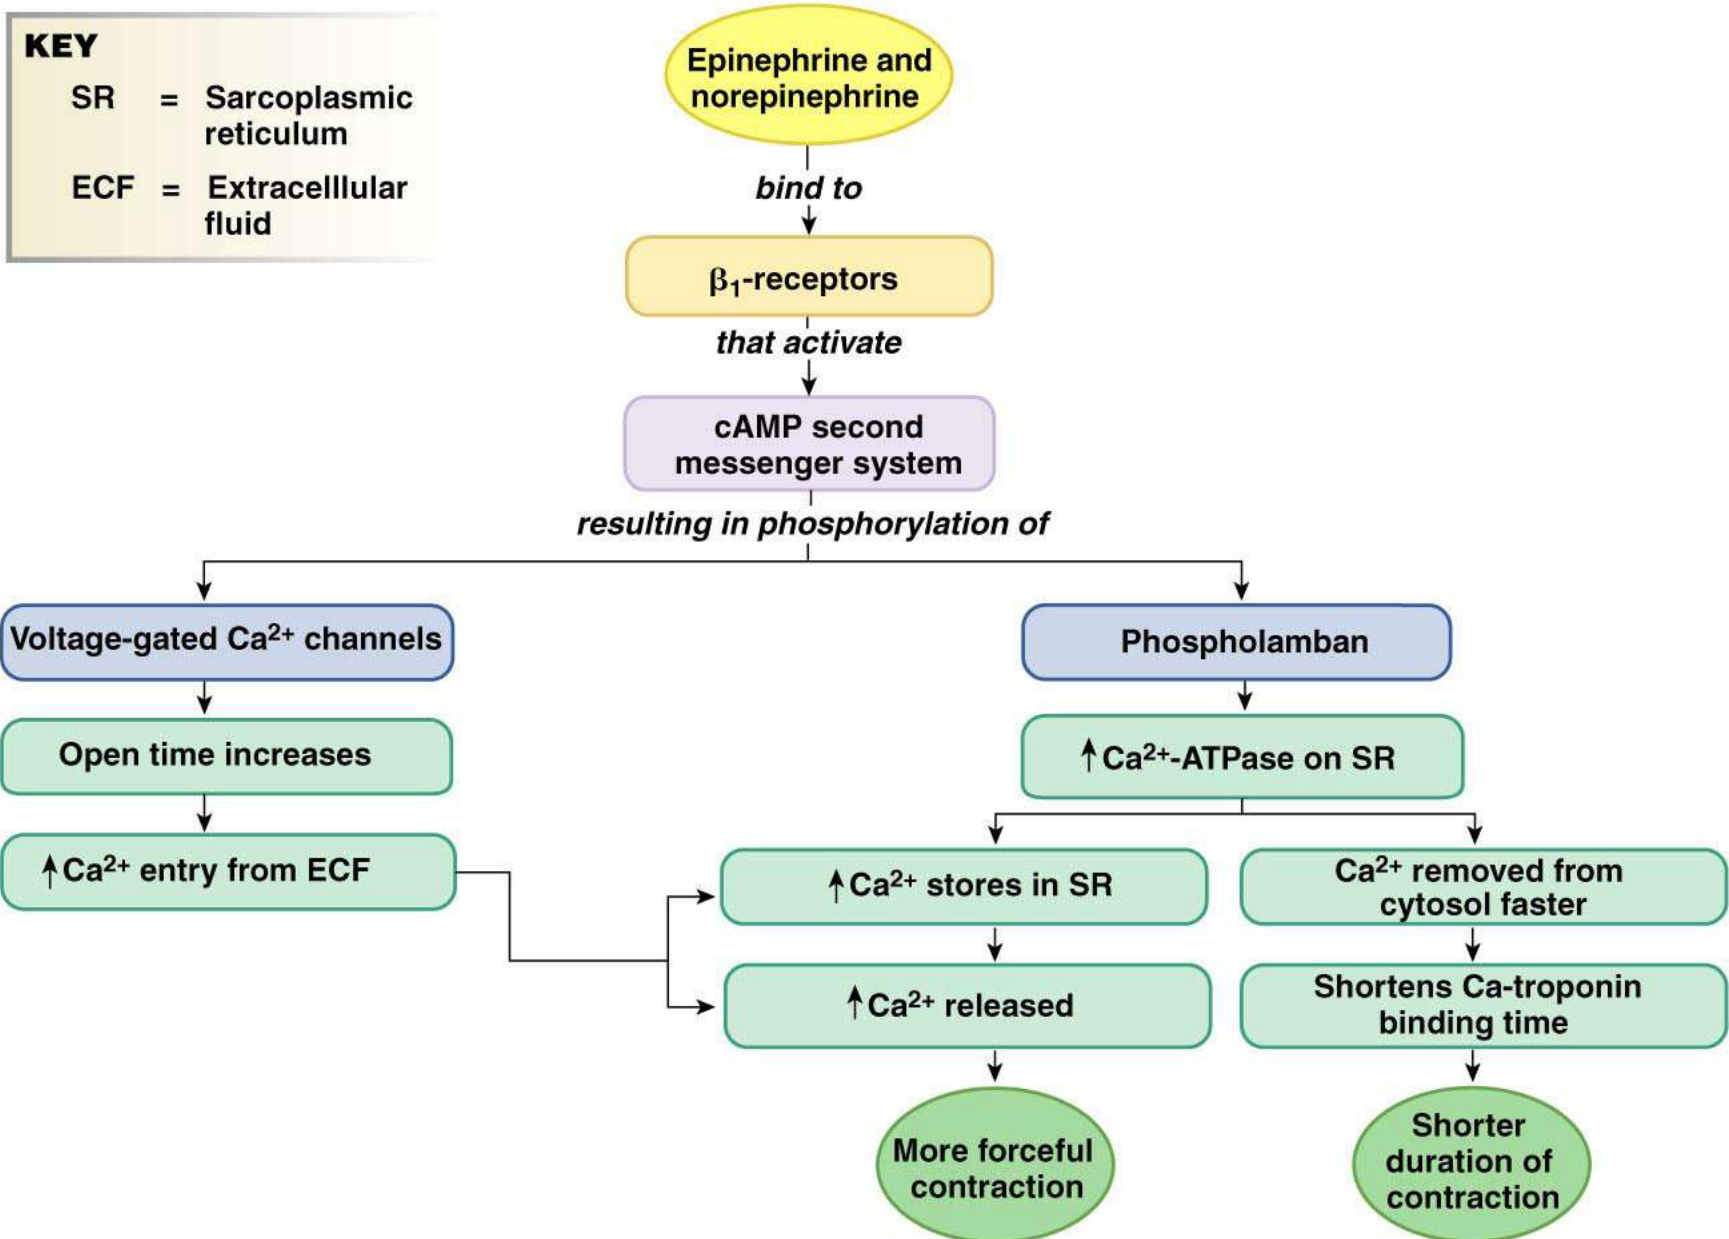 KEY
SR = Sarcoplasmic
reticulum
ECF = Extracelllular
fluid
Epinephrine and
norepinephrine
bind to
β₁-receptors
that activate
cAMP second
messenger system
resulting in phosphorylation of
Voltage-gated Ca²⁺ channels
Phospholamban
Open time increases
↑Ca²⁺-ATPase on SR
↑Ca²⁺ entry from ECF
↑Ca²⁺ stores in SR
Ca²⁺ removed from
cytosol faster
↑Ca²⁺ released
Shortens Ca-troponin
binding time
More forceful
contraction
Shorter
duration of
contraction